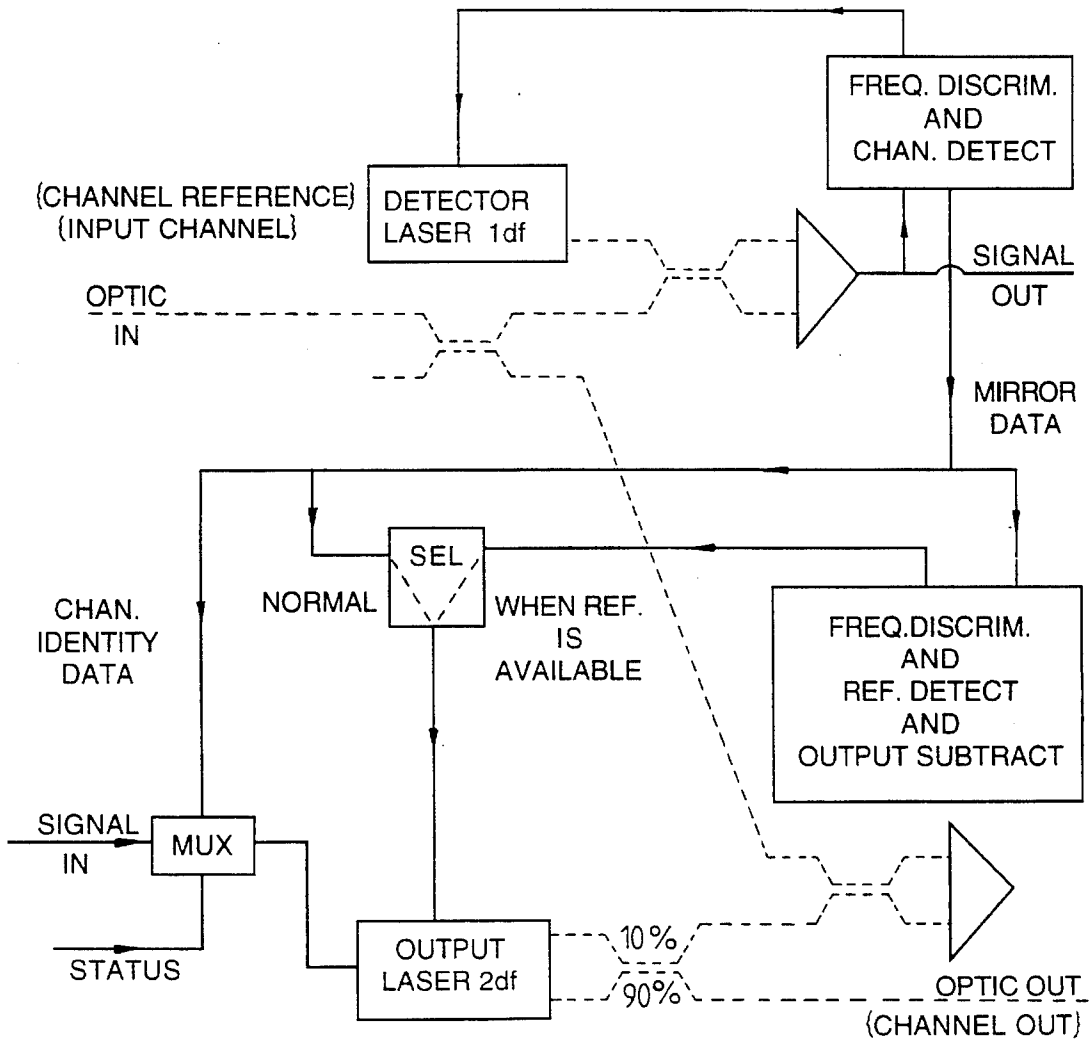 FREQ. DISCRIM.
AND
CHAN. DETECT
{CHANNEL REFERENCE}
{INPUT CHANNEL}
DETECTOR
LASER 1df
OPTIC
IN
SIGNAL
OUT
MIRROR
DATA
SEL
NORMAL
WHEN REF.
IS
AVAILABLE
CHAN.
IDENTITY
DATA
FREQ.DISCRIM.
AND
REF. DETECT
AND
OUTPUT SUBTRACT
SIGNAL
IN
MUX
STATUS
OUTPUT
LASER 2df
10%
90%
OPTIC OUT
{CHANNEL OUT}